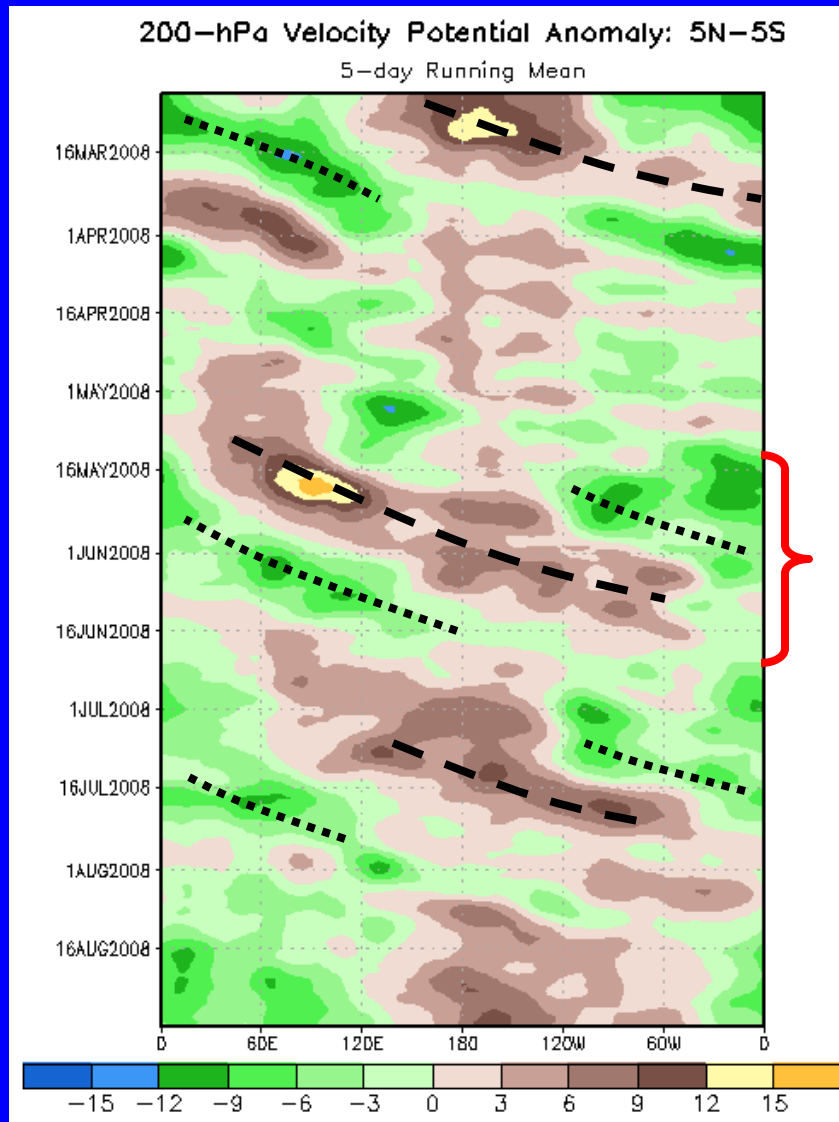 200-hPa Velocity Potential Anomaly: 5N-5S
5-day Running Mean
16MAR2008
1APR2008
16APR2008
1MAY2008
16MAY2008
1JUN2008
16JUN2008
1JUL2008
16JUL2008
1AUG2008
16AUG2008
0 60E 120E 180 120W 60W 0
-15 -12 -9 -6 -3 0 3 6 9 12 15